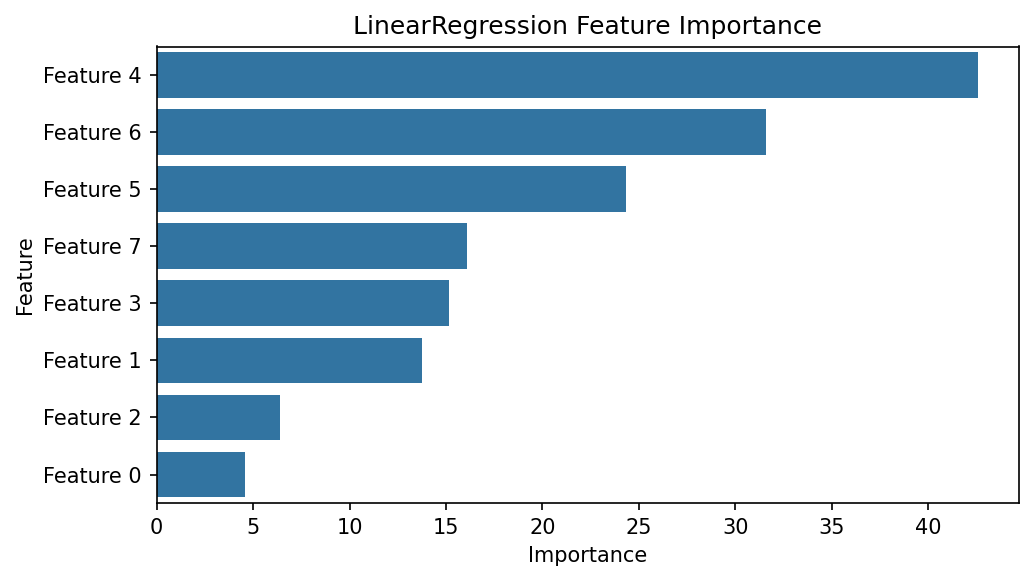 LinearRegression Feature Importance
Feature 4
Feature 6
Feature 5
Feature 7
Feature 3
Feature 1
Feature 2
Feature 0
Feature
0 5 10 15 20 25 30 35 40
Importance